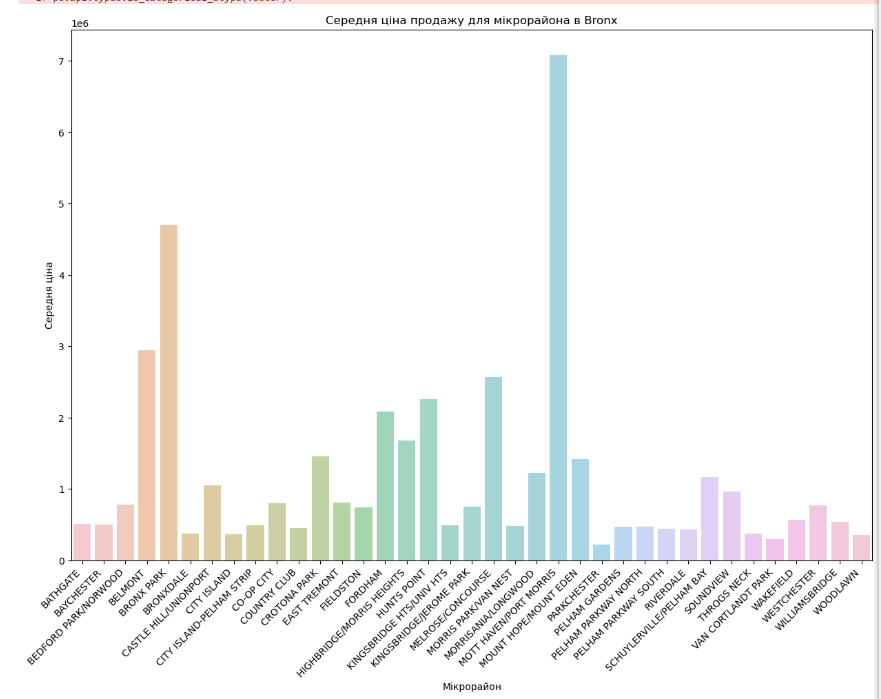 Середня ціна продажу для мікрорайона в Bronx
1e6
7
6
5
4
3
2
1
0
Середня ціна
BATHGATE
BAYCHESTER
BEDFORD PARK/NORWOOD
BELMONT
BRONX PARK
BRONXDALE
CASTLE HILL/UNIONPORT
CITY ISLAND
CITY ISLAND-PELHAM STRIP
CO-OP CITY
COUNTRY CLUB
CROTONA PARK
EAST TREMONT
FIELDSTON
FORDHAM
HIGHBRIDGE/MORRIS HEIGHTS
HUNTS POINT
KINGSBRIDGE HTS/UNIV HTS
KINGSBRIDGE/JEROME PARK
MELROSE/CONCOURSE
MORRIS PARK/VAN NEST
MORRISANIA/LONGWOOD
MOTT HAVEN/PORT MORRIS
MOUNT HOPE/MOUNT EDEN
PARKCHESTER
PELHAM GARDENS
PELHAM PARKWAY NORTH
PELHAM PARKWAY SOUTH
RIVERDALE
SCHUYLERVILLE/PELHAM BAY
SOUNDVIEW
THROGS NECK
VAN CORTLANDT PARK
WAKEFIELD
WESTCHESTER
WILLIAMSBRIDGE
WOODLAWN
Мікрорайон